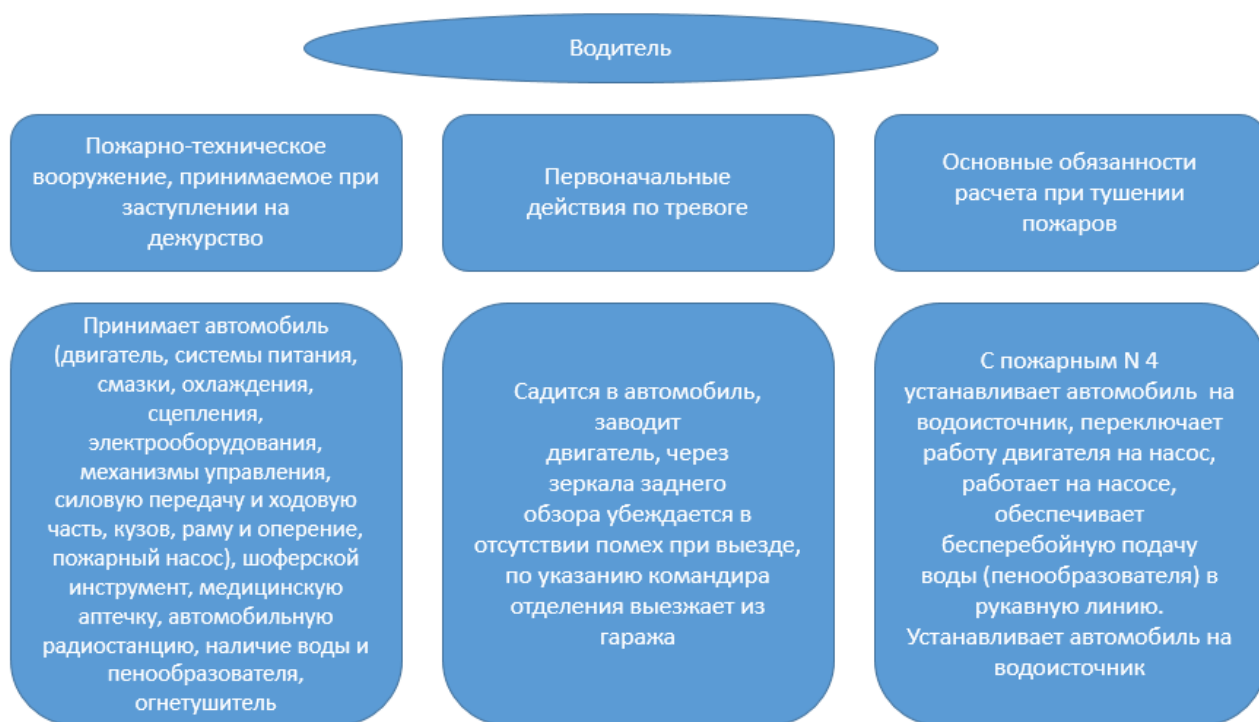 Водитель
Пожарно-техническое
вооружение, принимаемое при
заступлении на
дежурство
Первоначальные
действия по тревоге
Основные обязанности
расчета при тушении
пожаров
Принимает автомобиль
(двигатель, системы питания,
смазки, охлаждения,
сцепления,
электрооборудования,
механизмы управления,
силовую передачу и ходовую
часть, кузов, раму и оперение,
пожарный насос), шоферской
инструмент, медицинскую
аптечку, автомобильную
радиостанцию, наличие воды и
пенообразователя,
огнетушитель
Садится в автомобиль,
заводит
двигатель, через
зеркала заднего
обзора убеждается в
отсутствии помех при выезде,
по указанию командира
отделения выезжает из
гаража
С пожарным N 4
устанавливает автомобиль на
водоисточник, переключает
работу двигателя на насос,
работает на насосе,
обеспечивает
бесперебойную подачу
воды (пенообразователя) в
рукавную линию.
Устанавливает автомобиль на
водоисточник